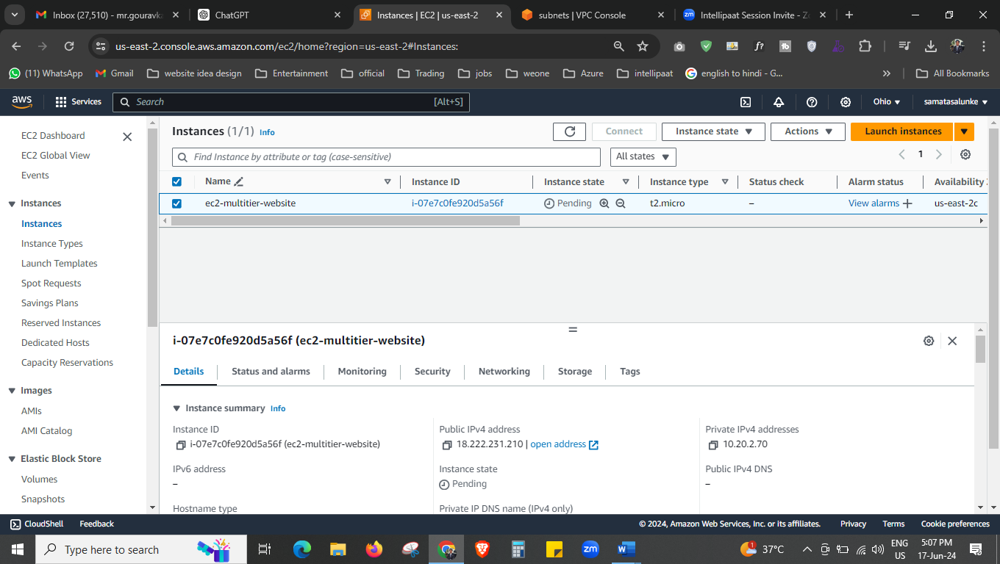 Inbox (27,510) - mr.gouravka
ChatGPT
Instances | EC2 | us-east-2
subnets | VPC Console
Intellipaat Session Invite - Zo
us-east-2.console.aws.amazon.com/ec2/home?region=us-east-2#Instances:
(11) WhatsApp
Gmail
website idea design
Entertainment
official
Trading
jobs
weone
Azure
intellipaat
english to hindi - G...
All Bookmarks
aws
Services
Search
[Alt+S]
Ohio
samatasalunke
EC2 Dashboard
EC2 Global View
Events
Instances
Instances
Instance Types
Launch Templates
Spot Requests
Savings Plans
Reserved Instances
Dedicated Hosts
Capacity Reservations
Images
AMIs
AMI Catalog
Elastic Block Store
Volumes
Snapshots
Instances (1/1) Info
Connect
Instance state
Actions
Launch instances
Find Instance by attribute or tag (case-sensitive)
All states
1
Name
Instance ID
Instance state
Instance type
Status check
Alarm status
Availability
ec2-multitier-website
i-07e7c0fe920d5a56f
Pending
t2.micro
–
View alarms +
us-east-2c
i-07e7c0fe920d5a56f (ec2-multitier-website)
Details
Status and alarms
Monitoring
Security
Networking
Storage
Tags
Instance summary Info
Instance ID
i-07e7c0fe920d5a56f (ec2-multitier-website)
Public IPv4 address
18.222.231.210 | open address
Private IPv4 addresses
10.20.2.70
IPv6 address
–
Instance state
Pending
Public IPv4 DNS
–
Hostname type
Private IP DNS name (IPv4 only)
CloudShell
Feedback
© 2024, Amazon Web Services, Inc. or its affiliates.
Privacy
Terms
Cookie preferences
Type here to search
zm
37°C
ENG
US
5:07 PM
17-Jun-24